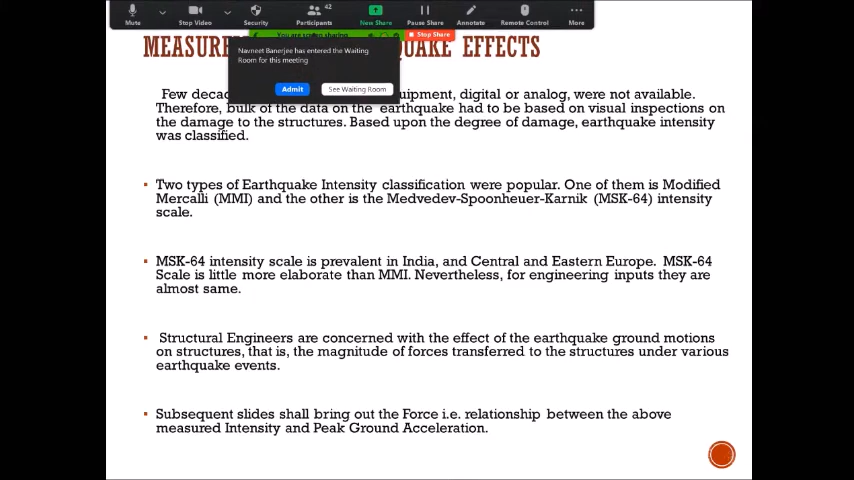 Mute
Stop Video
Security
Participants
42
New Share
Pause Share
Annotate
Remote Control
More
You are screen sharing
Stop Share
MEASURE QUAKE EFFECTS
Navneet Banerjee has entered the Waiting
Room for this meeting
Admit
See Waiting Room
Few decad uipment, digital or analog, were not available.
Therefore, bulk of the data on the earthquake had to be based on visual inspections on
the damage to the structures. Based upon the degree of damage, earthquake intensity
was classified.
Two types of Earthquake Intensity classification were popular. One of them is Modified
Mercalli (MMI) and the other is the Medvedev-Spoonheuer-Karnik (MSK-64) intensity
scale.
MSK-64 intensity scale is prevalent in India, and Central and Eastern Europe. MSK-64
Scale is little more elaborate than MMI. Nevertheless, for engineering inputs they are
almost same.
Structural Engineers are concerned with the effect of the earthquake ground motions
on structures, that is, the magnitude of forces transferred to the structures under various
earthquake events.
Subsequent slides shall bring out the Force i.e. relationship between the above
measured Intensity and Peak Ground Acceleration.